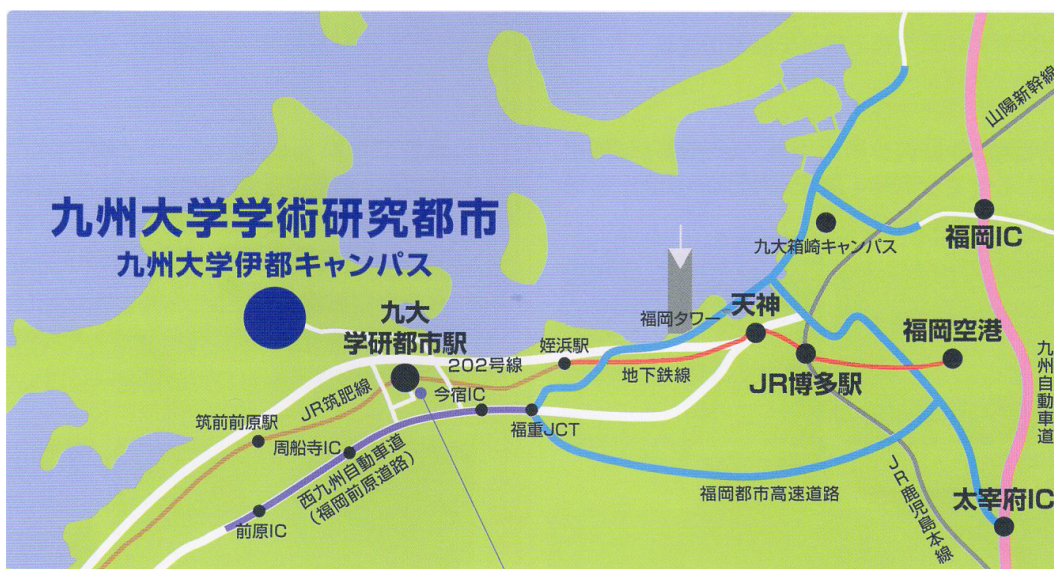 山陽新幹線
九州大学学術研究都市
九州大学伊都キャンパス
九大箱崎キャンパス
福岡IC
九大
学研都市駅
福岡タワー
天神
福岡空港
姪浜駅
202号線
地下鉄線
JR博多駅
九州自動車道
JR筑肥線
今宿IC
筑前前原駅
周船寺IC
福重JCT
西九州自動車道
(福岡前原道路)
福岡都市高速道路
JR鹿児島本線
太宰府IC
前原IC